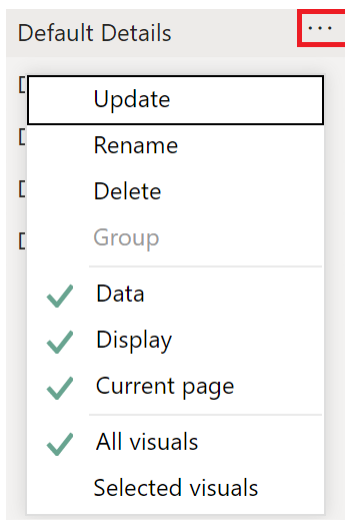 Default Details ...
Update
Rename
Delete
Group
Data
Display
Current page
All visuals
Selected visuals